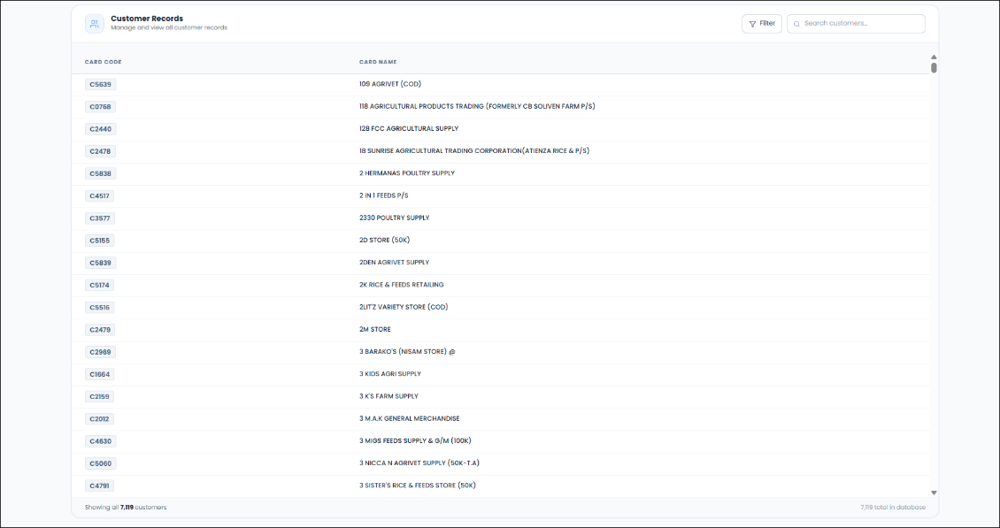 Customer Records
Manage and view all customer records
Filter
Search customers...
CARD CODE CARD NAME
C5639 109 AGRIVET (COD)
C0768 118 AGRICULTURAL PRODUCTS TRADING (FORMERLY CB SOLIVEN FARM P/S)
C2440 128 FCC AGRICULTURAL SUPPLY
C2478 18 SUNRISE AGRICULTURAL TRADING CORPORATION(ATIENZA RICE & P/S)
C5838 2 HERMANAS POULTRY SUPPLY
C4517 2 IN 1 FEEDS P/S
C3577 2330 POULTRY SUPPLY
C5155 2D STORE (50K)
C5839 2DEN AGRIVET SUPPLY
C5174 2K RICE & FEEDS RETAILING
C5516 2LIT'Z VARIETY STORE (COD)
C2479 2M STORE
C2969 3 BARAKO'S (NISAM STORE) @
C1664 3 KIDS AGRI SUPPLY
C2159 3 K'S FARM SUPPLY
C2012 3 M.A.K GENERAL MERCHANDISE
C4630 3 MIGS FEEDS SUPPLY & G/M (100K)
C5060 3 NICCA N AGRIVET SUPPLY (50K-T.A)
C4791 3 SISTER'S RICE & FEEDS STORE (50K)
Showing all 7,119 customers
7,119 total in database